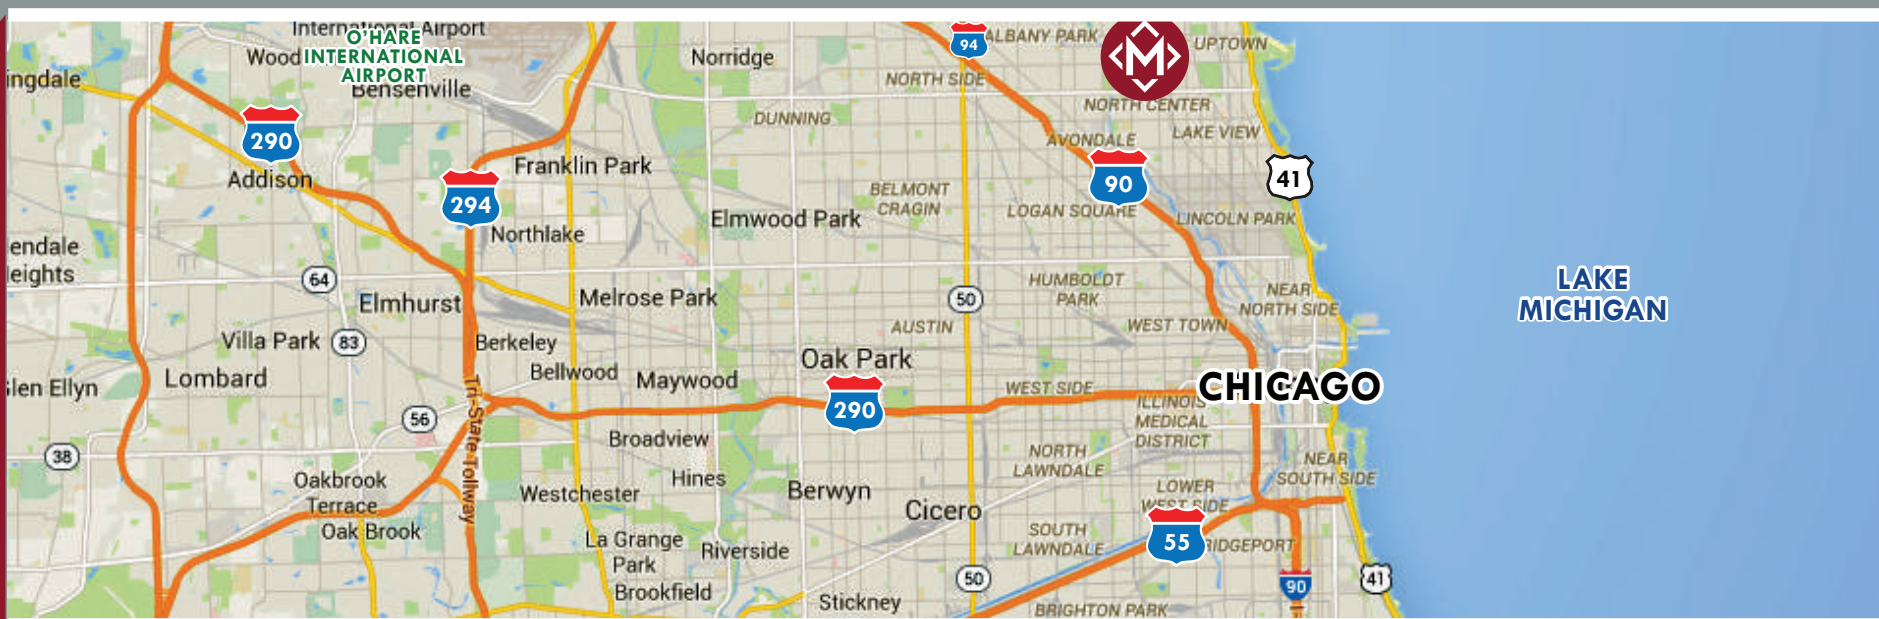 International Airport
O'HARE
INTERNATIONAL
AIRPORT
Wood
Bensenville
ingdale
Norridge
94
ALBANY PARK
M
UPTOWN
NORTH SIDE
NORTH CENTER
DUNNING
AVONDALE
LAKE VIEW
290
Addison
294
Franklin Park
Northlake
BELMONT
CRAGIN
90
LOGAN SQUARE
41
LINCOLN PARK
Elmwood Park
endale
eights
64
Elmhurst
Melrose Park
50
HUMBOLDT
PARK
NEAR
NORTH SIDE
LAKE
MICHIGAN
Villa Park
83
Berkeley
AUSTIN
WEST TOWN
Glen Ellyn
Lombard
Bellwood
Maywood
Oak Park
290
WEST SIDE
CHICAGO
ILLINOIS
MEDICAL
DISTRICT
56
Tri-State Tollway
Broadview
38
Oakbrook
Terrace
Oak Brook
Westchester
Hines
Berwyn
Cicero
NORTH
LAWNDALE
LOWER
WEST SIDE
NEAR
SOUTH SIDE
La Grange
Park
Riverside
SOUTH
LAWNDALE
55
RIDGEPORT
Brookfield
Stickney
50
90
41
BRIGHTON PARK